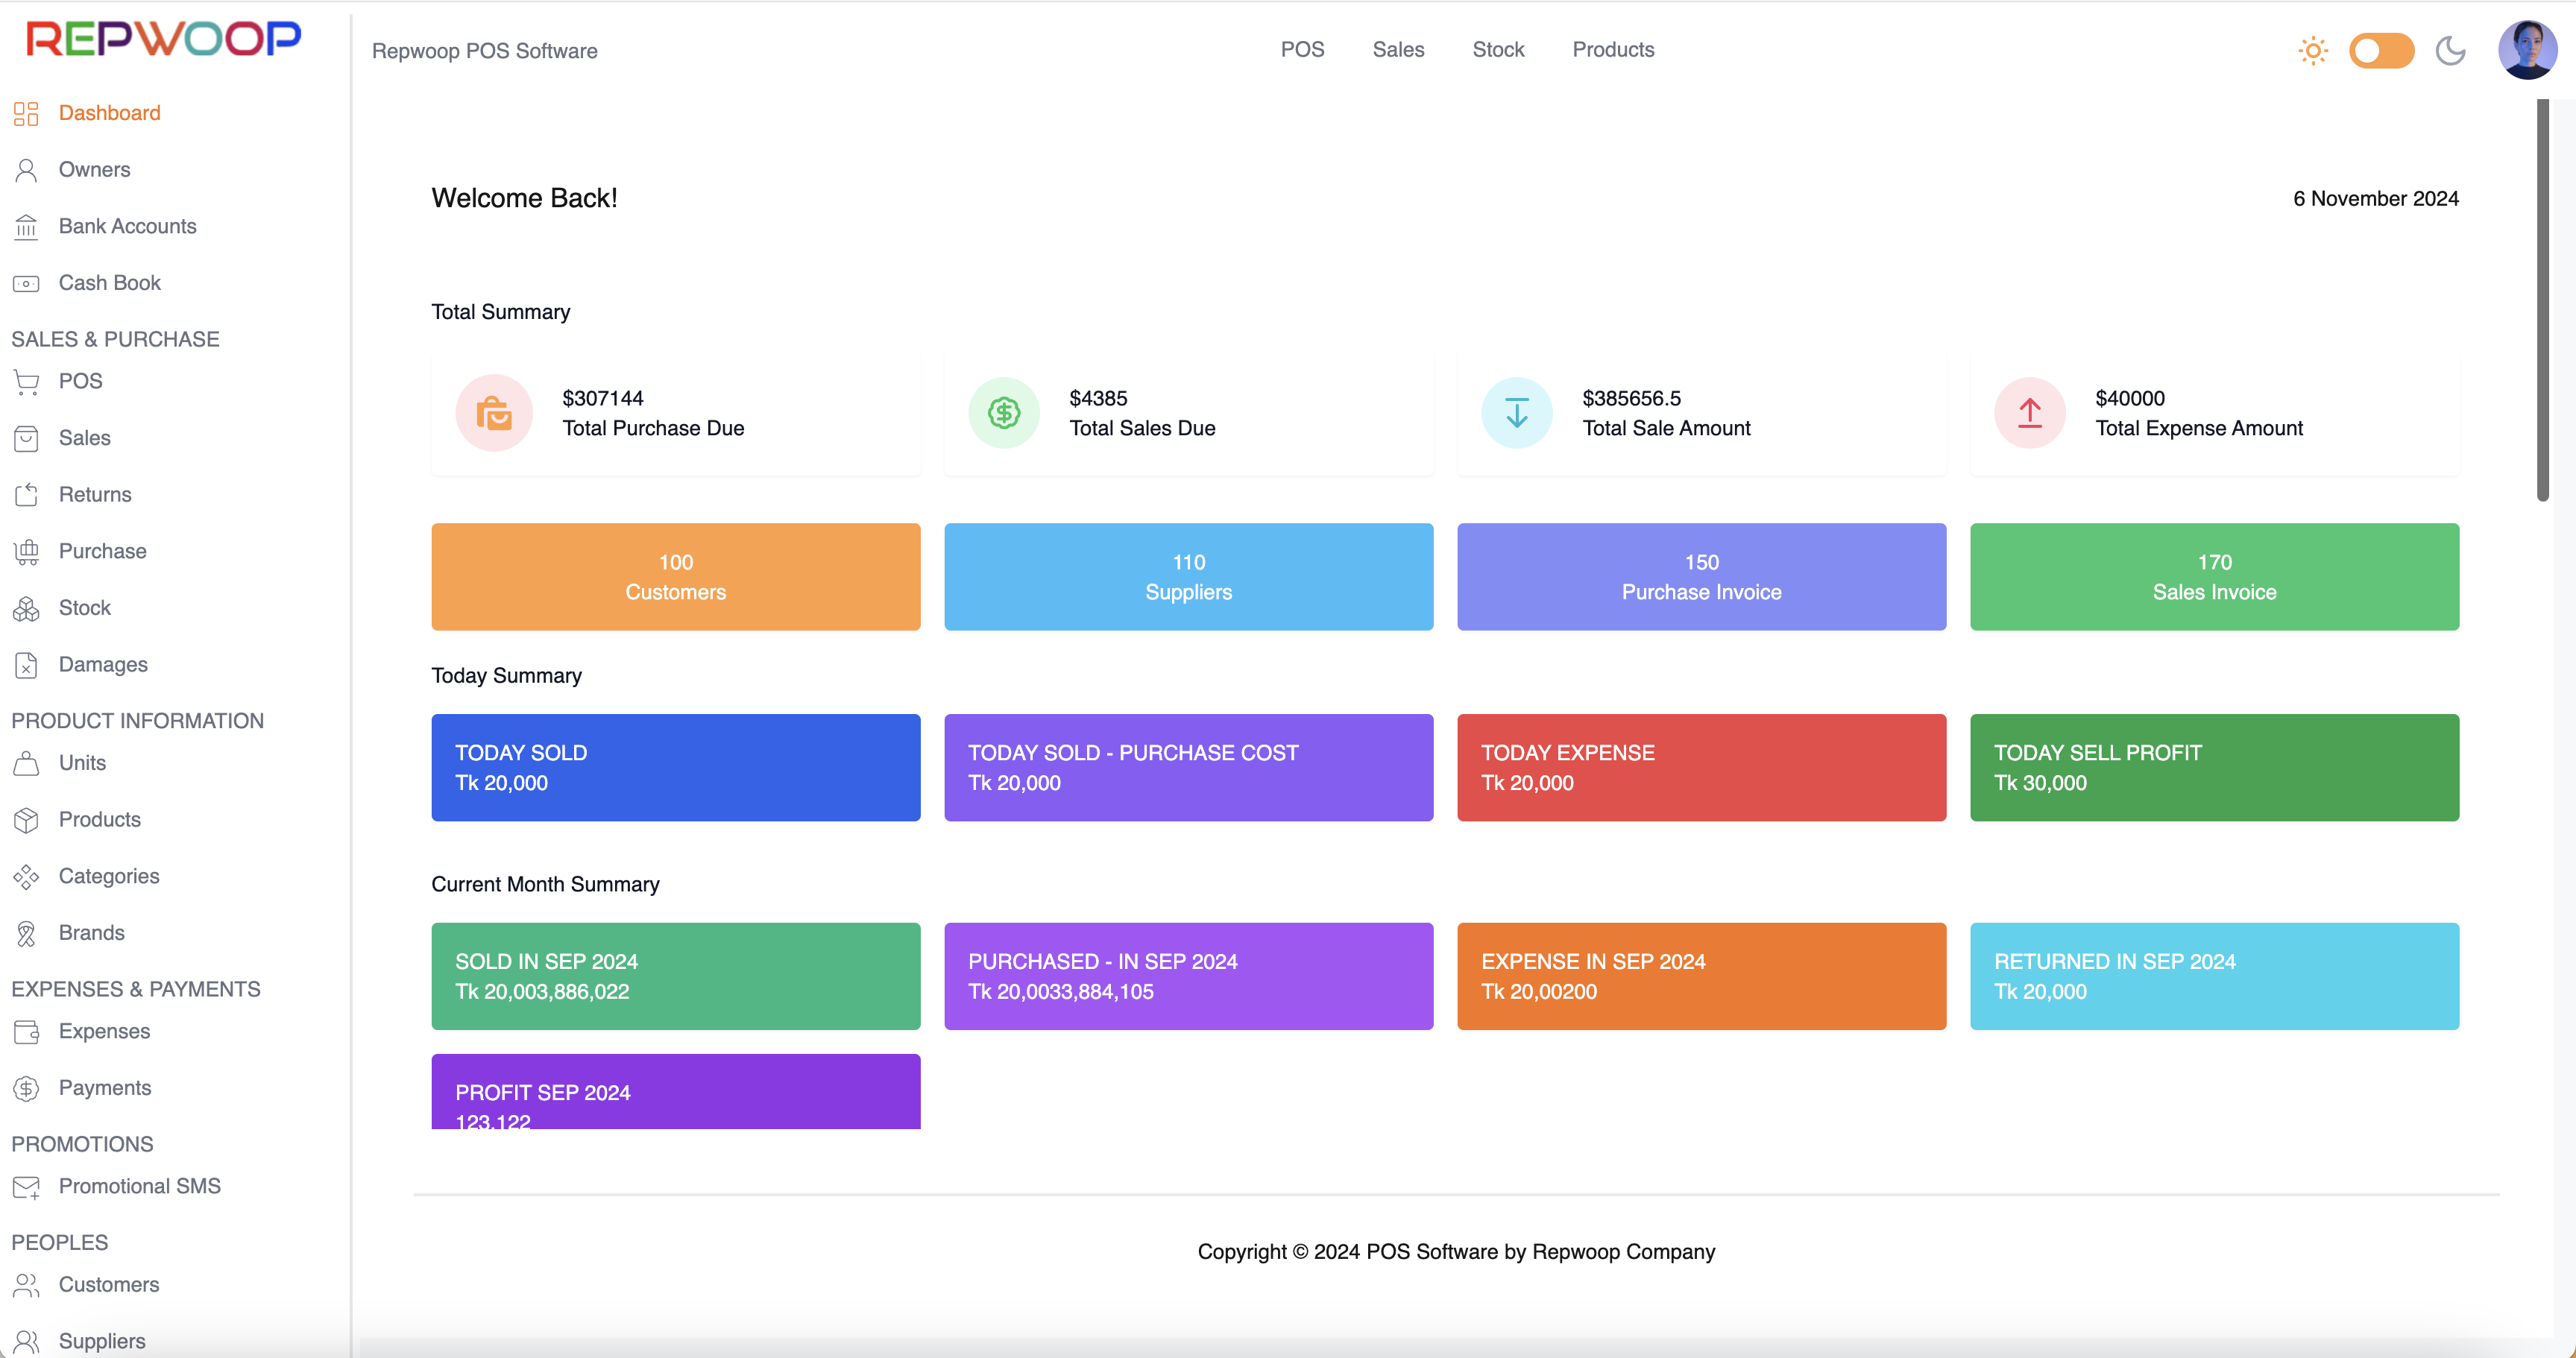 REPWOOP
Repwoop POS Software
POS
Sales
Stock
Products
Dashboard
Owners
Bank Accounts
Cash Book
SALES & PURCHASE
POS
Sales
Returns
Purchase
Stock
Damages
PRODUCT INFORMATION
Units
Products
Categories
Brands
EXPENSES & PAYMENTS
Expenses
Payments
PROMOTIONS
Promotional SMS
PEOPLES
Customers
Suppliers
Welcome Back!
6 November 2024
Total Summary
$307144
Total Purchase Due
$4385
Total Sales Due
$385656.5
Total Sale Amount
$40000
Total Expense Amount
100
Customers
110
Suppliers
150
Purchase Invoice
170
Sales Invoice
Today Summary
TODAY SOLD
Tk 20,000
TODAY SOLD - PURCHASE COST
Tk 20,000
TODAY EXPENSE
Tk 20,000
TODAY SELL PROFIT
Tk 30,000
Current Month Summary
SOLD IN SEP 2024
Tk 20,003,886,022
PURCHASED - IN SEP 2024
Tk 20,0033,884,105
EXPENSE IN SEP 2024
Tk 20,00200
RETURNED IN SEP 2024
Tk 20,000
PROFIT SEP 2024
123,122
Copyright © 2024 POS Software by Repwoop Company